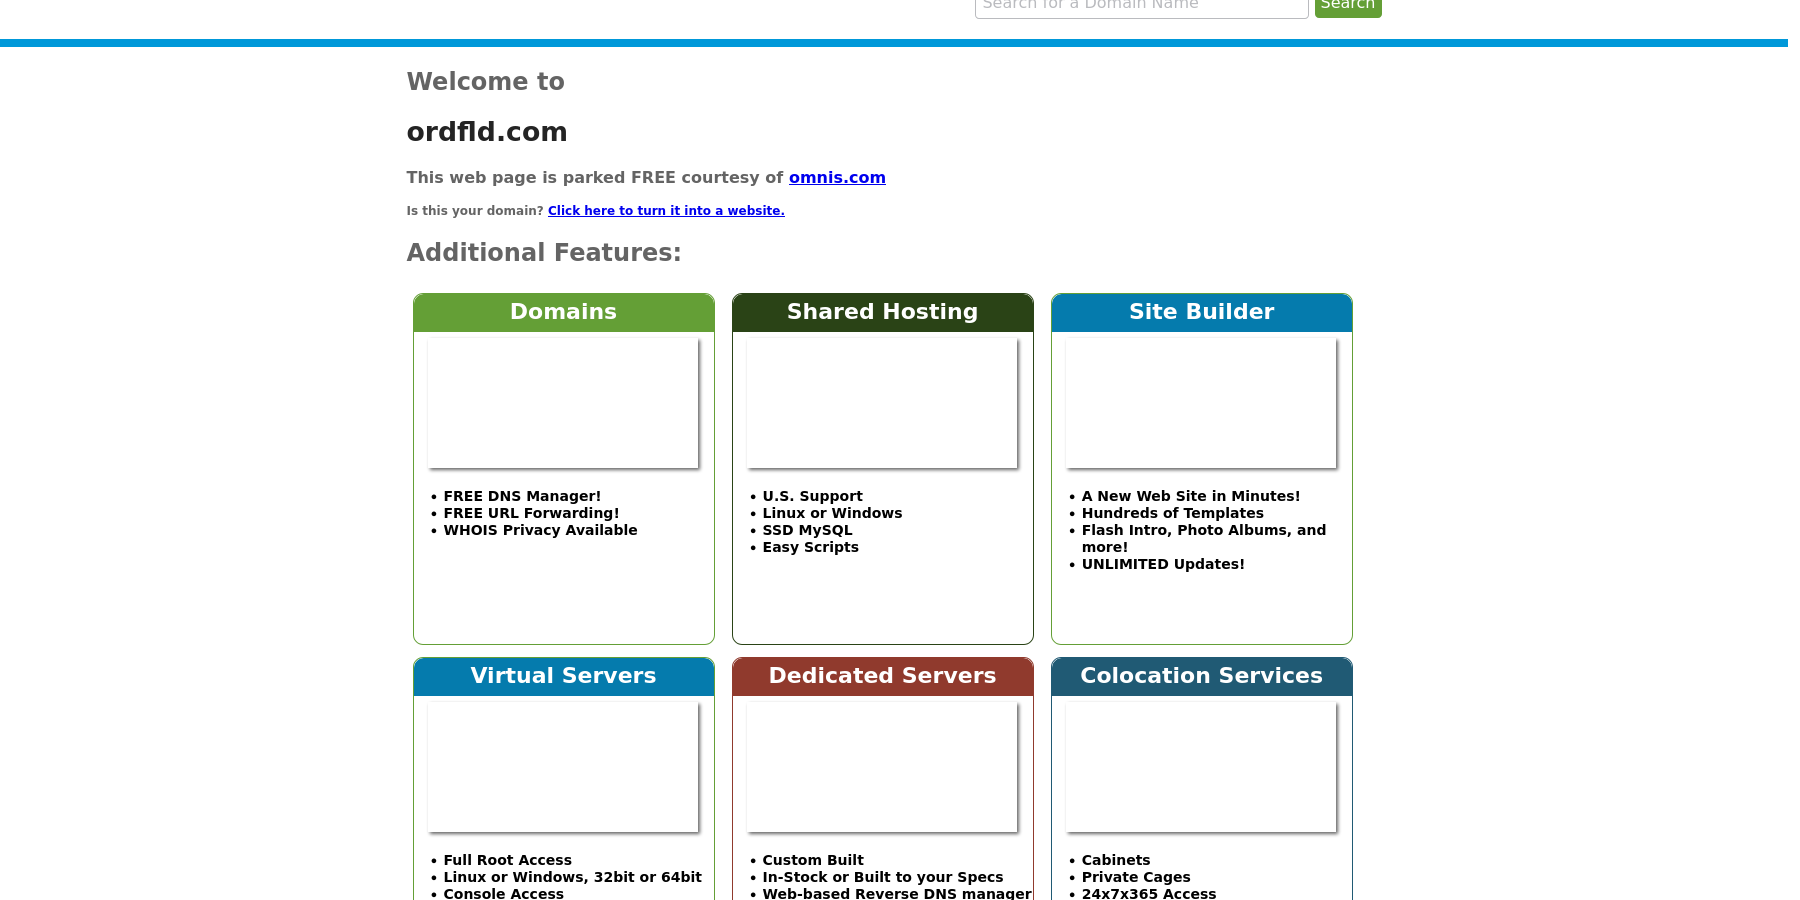 Search for a Domain Name
Search
Welcome to
ordfld.com
This web page is parked FREE courtesy of omnis.com
Is this your domain? Click here to turn it into a website.
Additional Features:
Domains
• FREE DNS Manager!
• FREE URL Forwarding!
• WHOIS Privacy Available
Shared Hosting
• U.S. Support
• Linux or Windows
• SSD MySQL
• Easy Scripts
Site Builder
• A New Web Site in Minutes!
• Hundreds of Templates
• Flash Intro, Photo Albums, and
more!
• UNLIMITED Updates!
Virtual Servers
• Full Root Access
• Linux or Windows, 32bit or 64bit
• Console Access
Dedicated Servers
• Custom Built
• In-Stock or Built to your Specs
• Web-based Reverse DNS manager
Colocation Services
• Cabinets
• Private Cages
• 24x7x365 Access